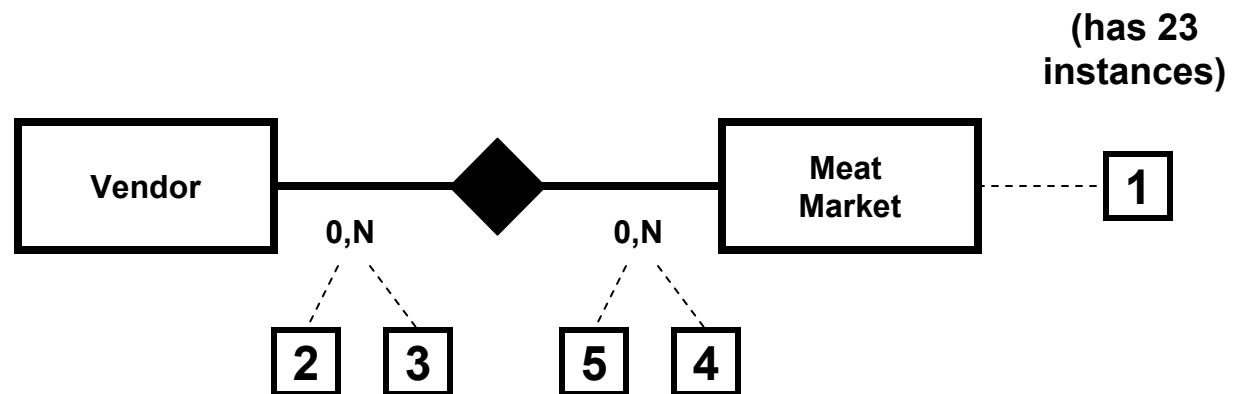 (has 23
instances)
Vendor
Meat
Market
1
0,N
0,N
2
3
5
4